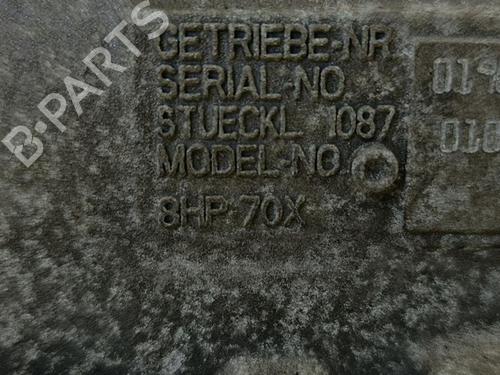 GETRIEBE-NR
SERIAL-NO.
STUECKL 1087
MODEL-NO
8HP 70X
B-PARTS